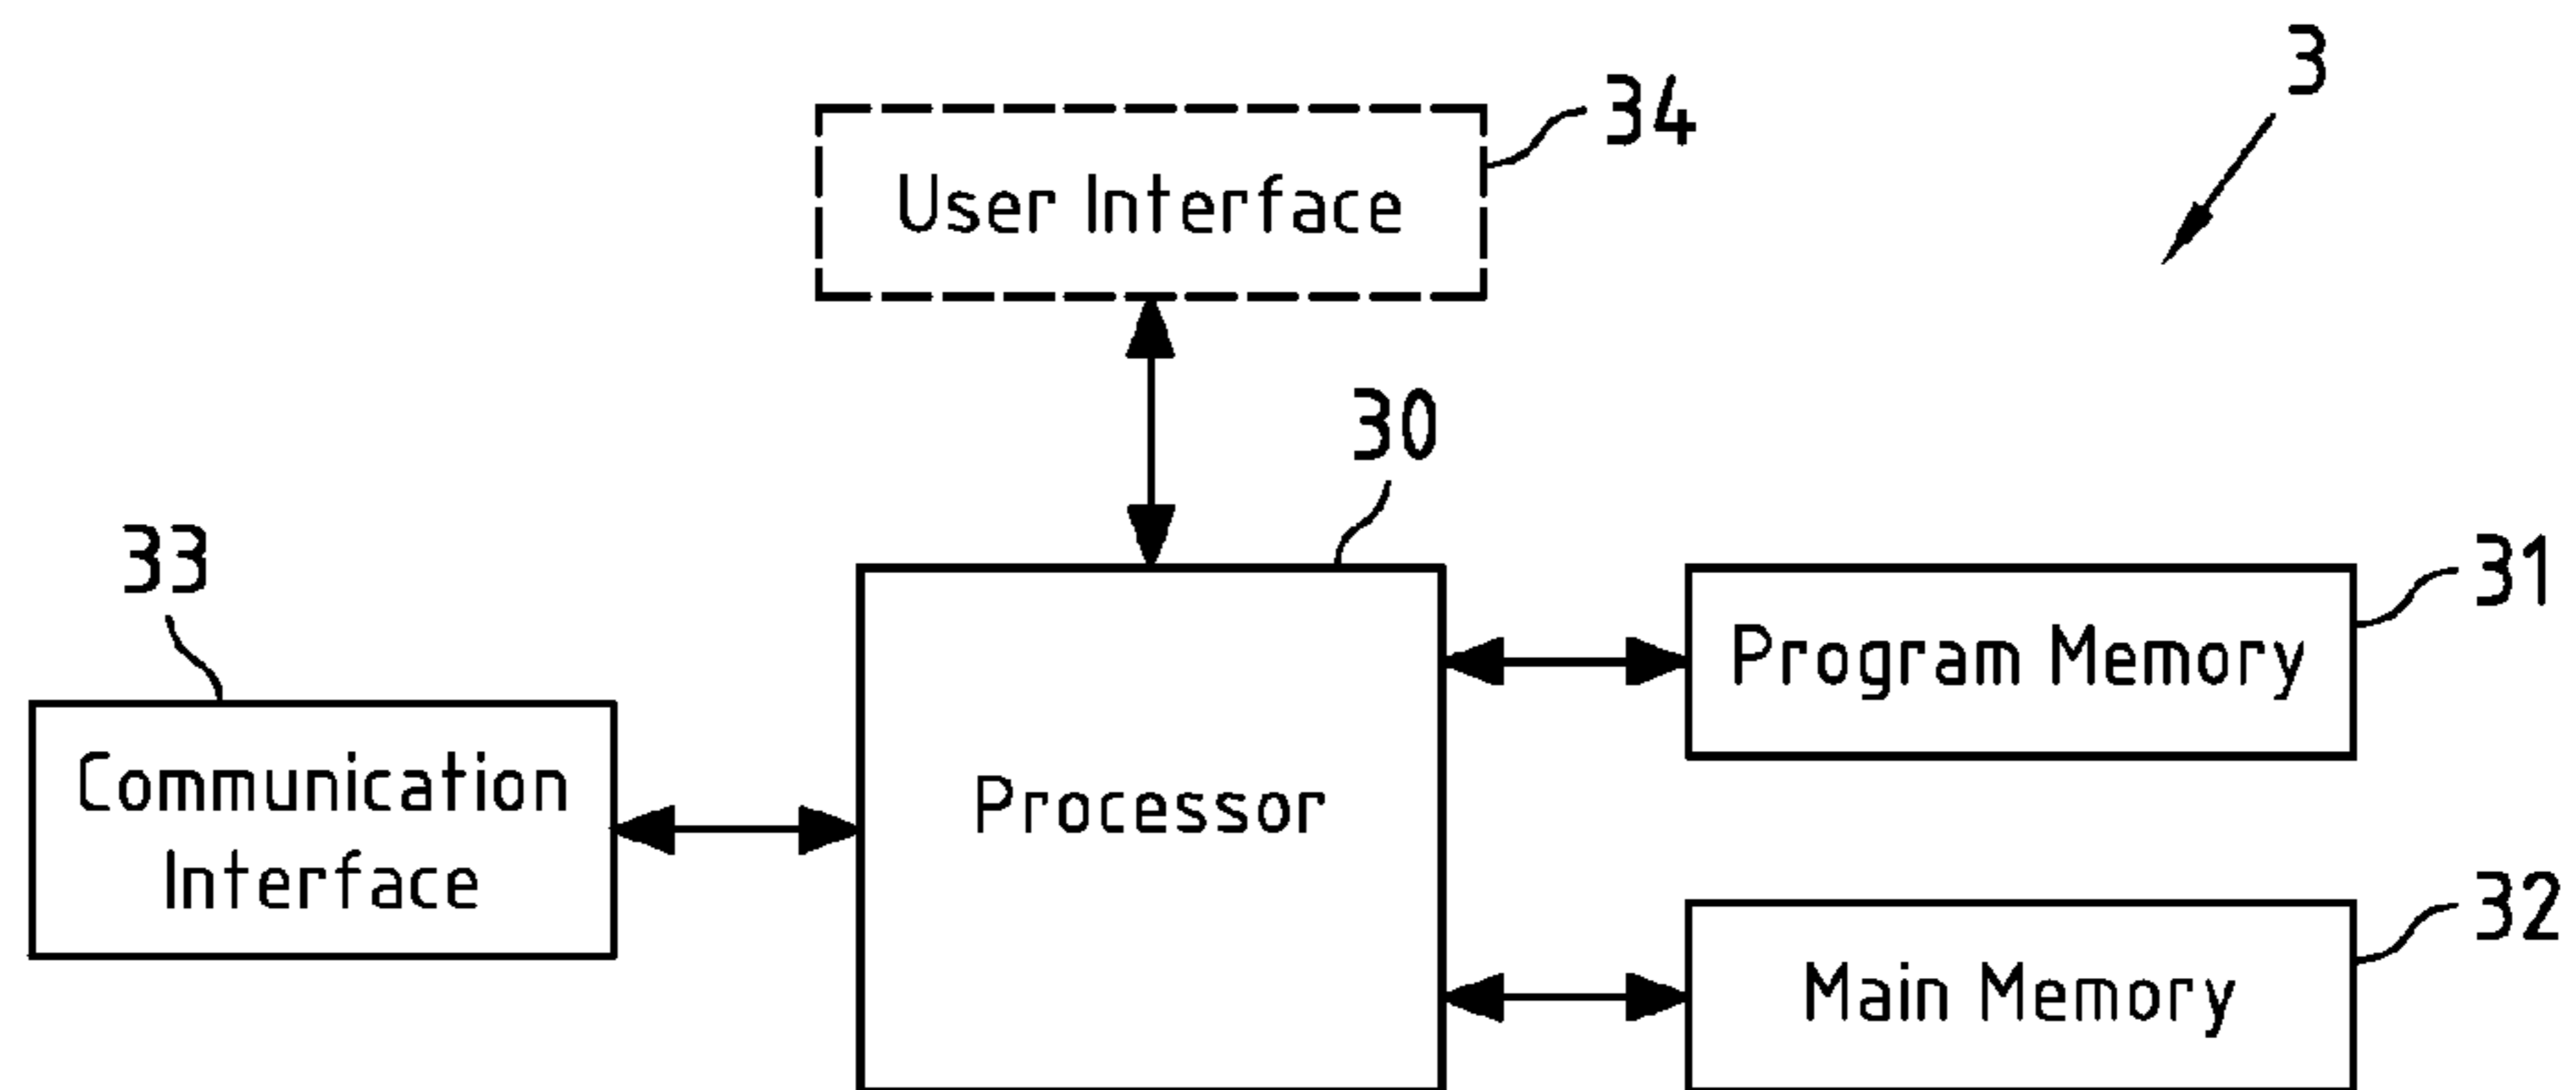 3
34
User Interface
30
33
31
Program Memory
Communication
Interface
Processor
32
Main Memory